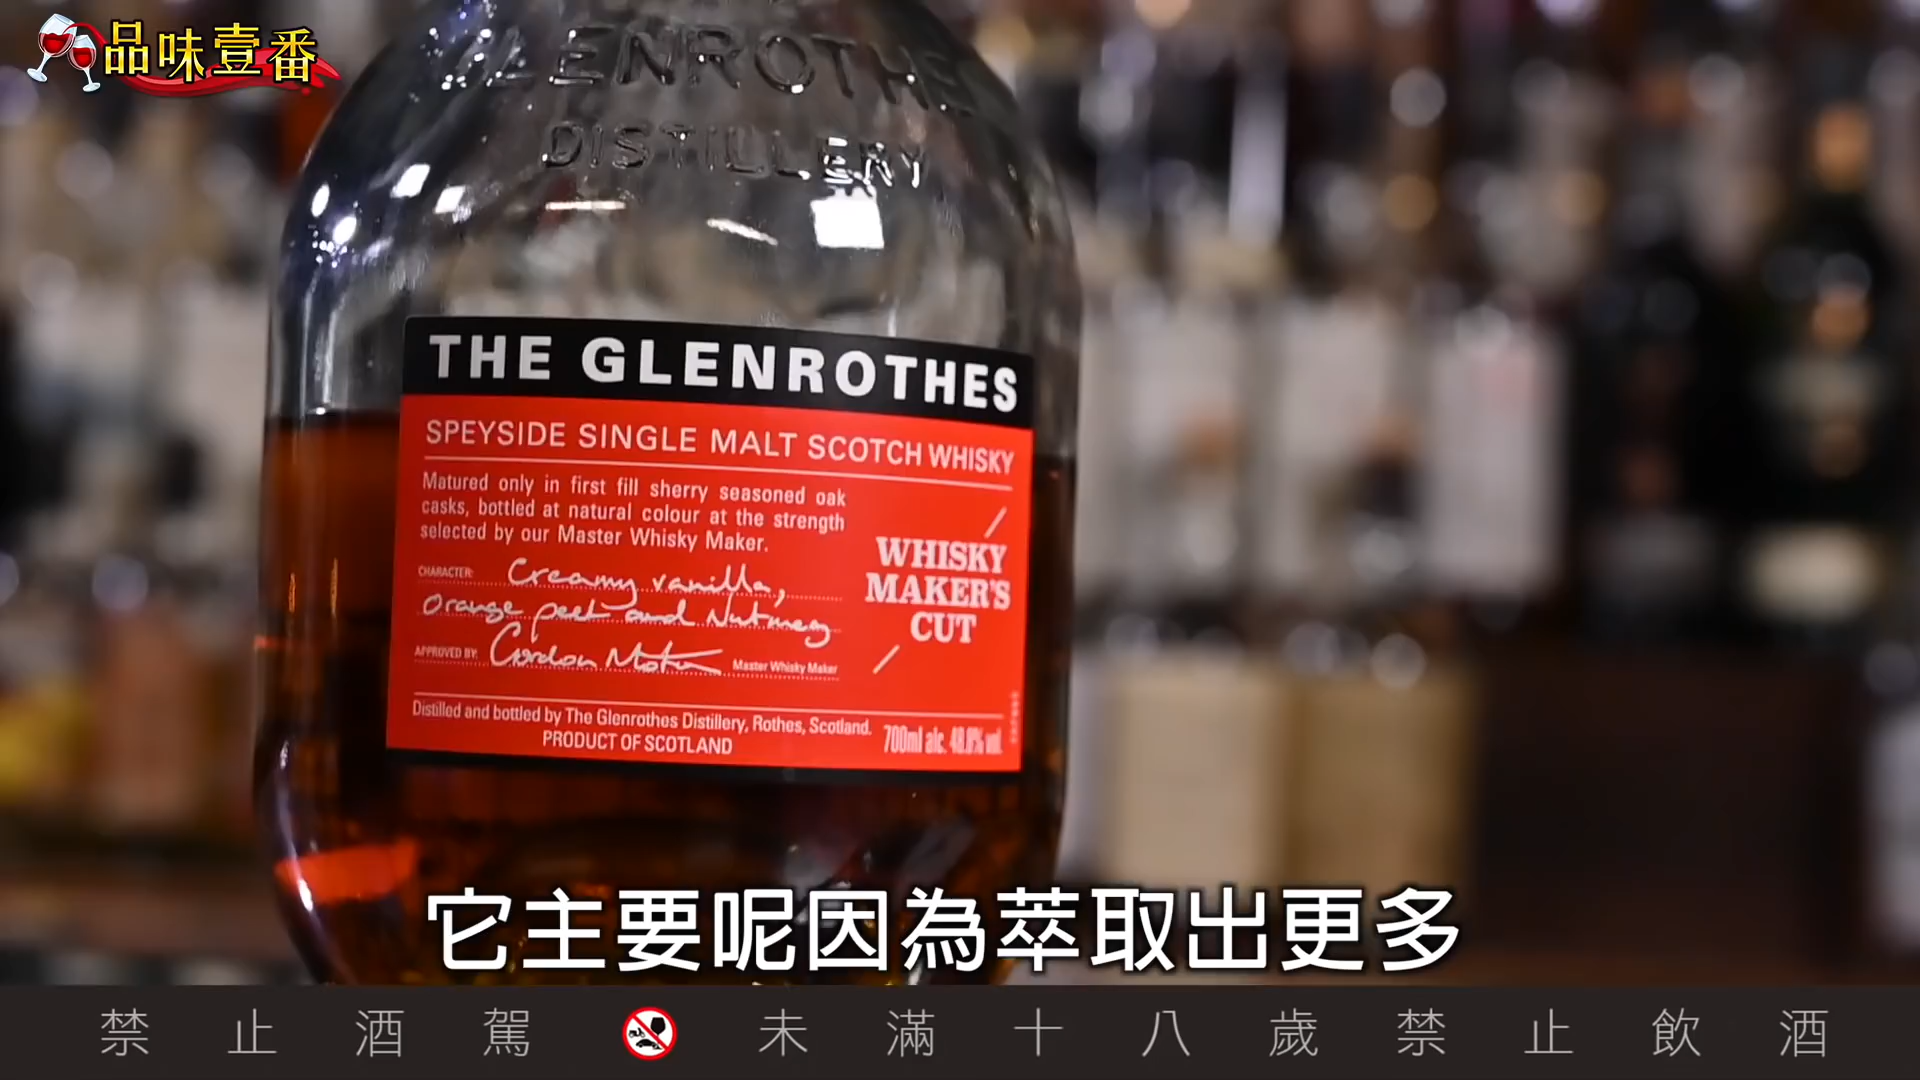 品味壹番
GLENROTHE
DISTILLERY
THE GLENROTHES
SPEYSIDE SINGLE MALT SCOTCH WHISKY
Matured only in first fill sherry seasoned oak
casks, bottled at natural colour at the strength
selected by our Master Whisky Maker.
CHARACTER: Creamy vanilla,
orange peel and Nutmeg
APPROVED BY: Gordon Motion Master Whisky Maker
WHISKY
MAKER'S
CUT
Distilled and bottled by The Glenrothes Distillery, Rothes, Scotland.
PRODUCT OF SCOTLAND
700ml alc. 48.8% vol.
它主要呢因為萃取出更多
禁止酒駕 未滿十八歲禁止飲酒